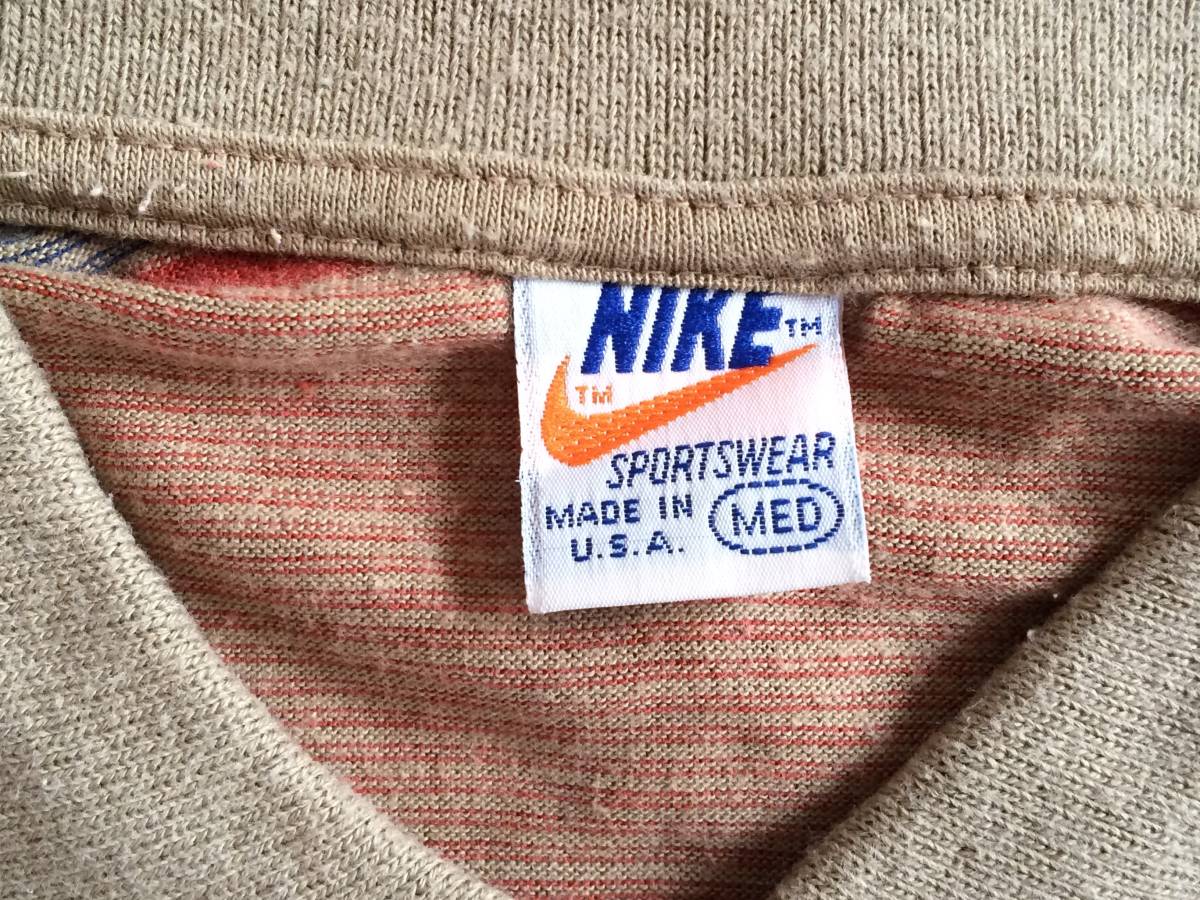 NIKE™
™
SPORTSWEAR
MADE IN
U.S.A.
MED